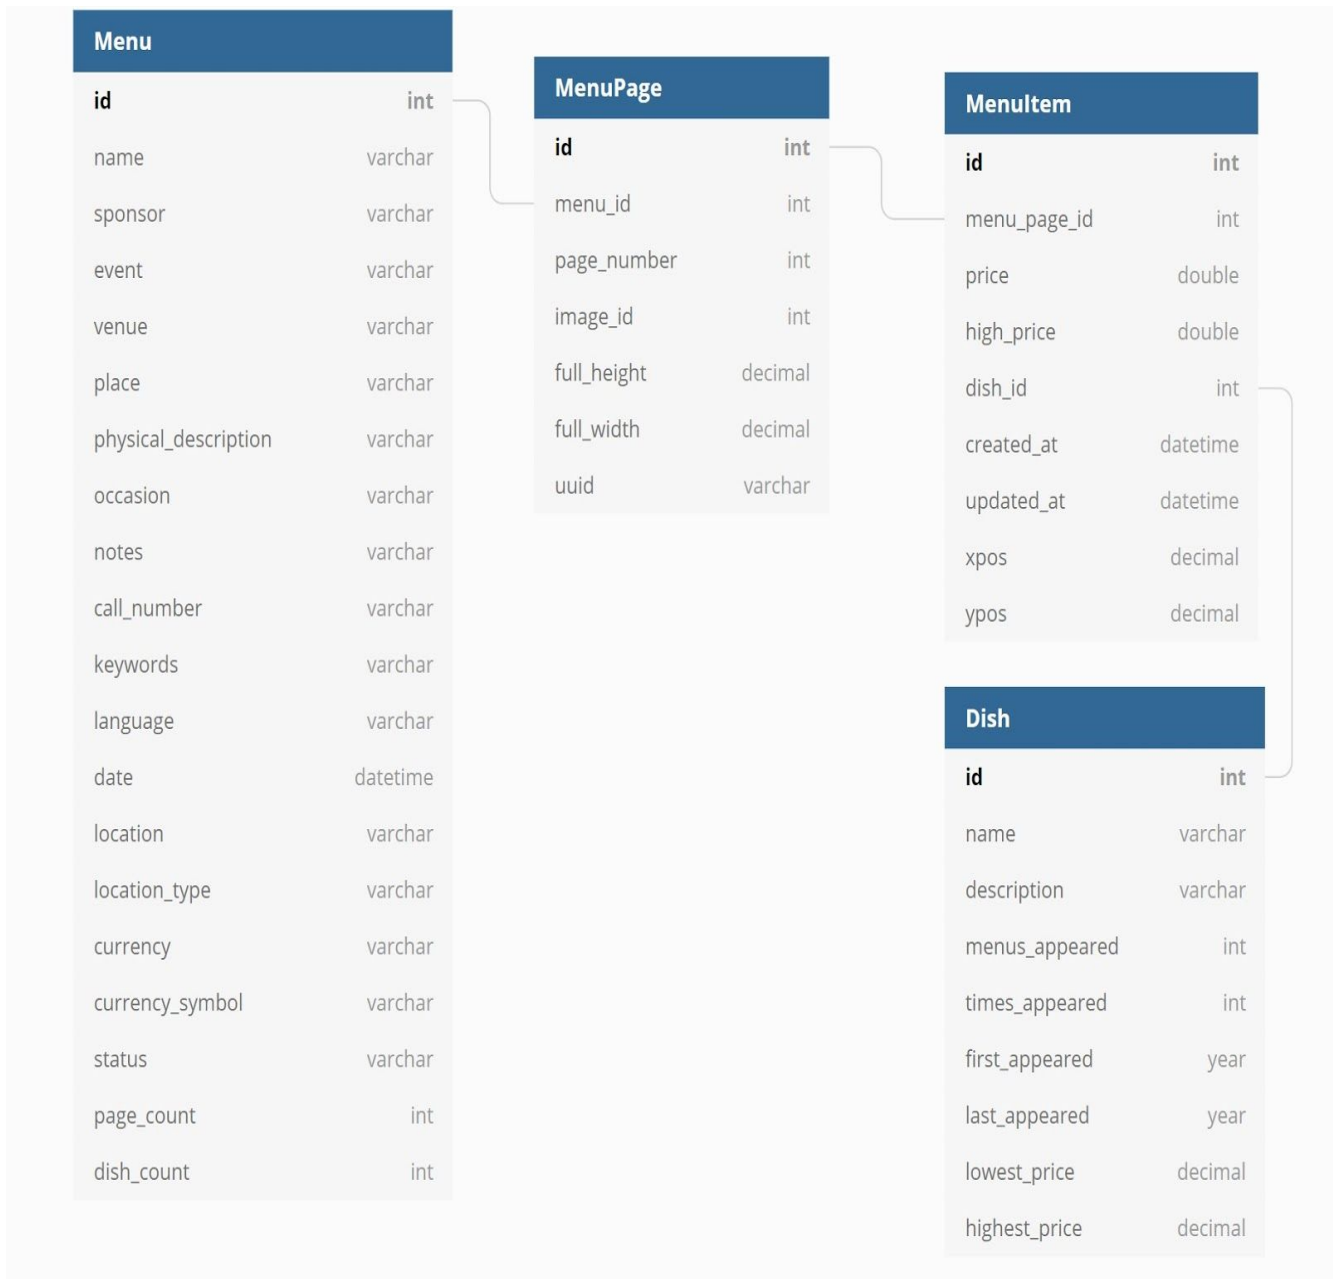 Menu
id int
name varchar
sponsor varchar
event varchar
venue varchar
place varchar
physical_description varchar
occasion varchar
notes varchar
call_number varchar
keywords varchar
language varchar
date datetime
location varchar
location_type varchar
currency varchar
currency_symbol varchar
status varchar
page_count int
dish_count int
MenuPage
id int
menu_id int
page_number int
image_id int
full_height decimal
full_width decimal
uuid varchar
MenuItem
id int
menu_page_id int
price double
high_price double
dish_id int
created_at datetime
updated_at datetime
xpos decimal
ypos decimal
Dish
id int
name varchar
description varchar
menus_appeared int
times_appeared int
first_appeared year
last_appeared year
lowest_price decimal
highest_price decimal